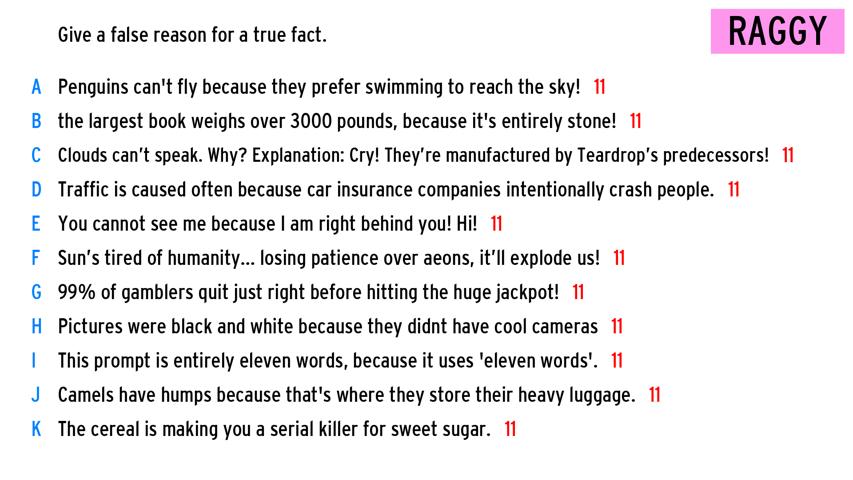 Give a false reason for a true fact.
RAGGY
A Penguins can't fly because they prefer swimming to reach the sky! 11
B the largest book weighs over 3000 pounds, because it's entirely stone! 11
C Clouds can’t speak. Why? Explanation: Cry! They’re manufactured by Teardrop’s predecessors! 11
D Traffic is caused often because car insurance companies intentionally crash people. 11
E You cannot see me because I am right behind you! Hi! 11
F Sun’s tired of humanity... losing patience over aeons, it’ll explode us! 11
G 99% of gamblers quit just right before hitting the huge jackpot! 11
H Pictures were black and white because they didnt have cool cameras 11
I This prompt is entirely eleven words, because it uses 'eleven words'. 11
J Camels have humps because that's where they store their heavy luggage. 11
K The cereal is making you a serial killer for sweet sugar. 11